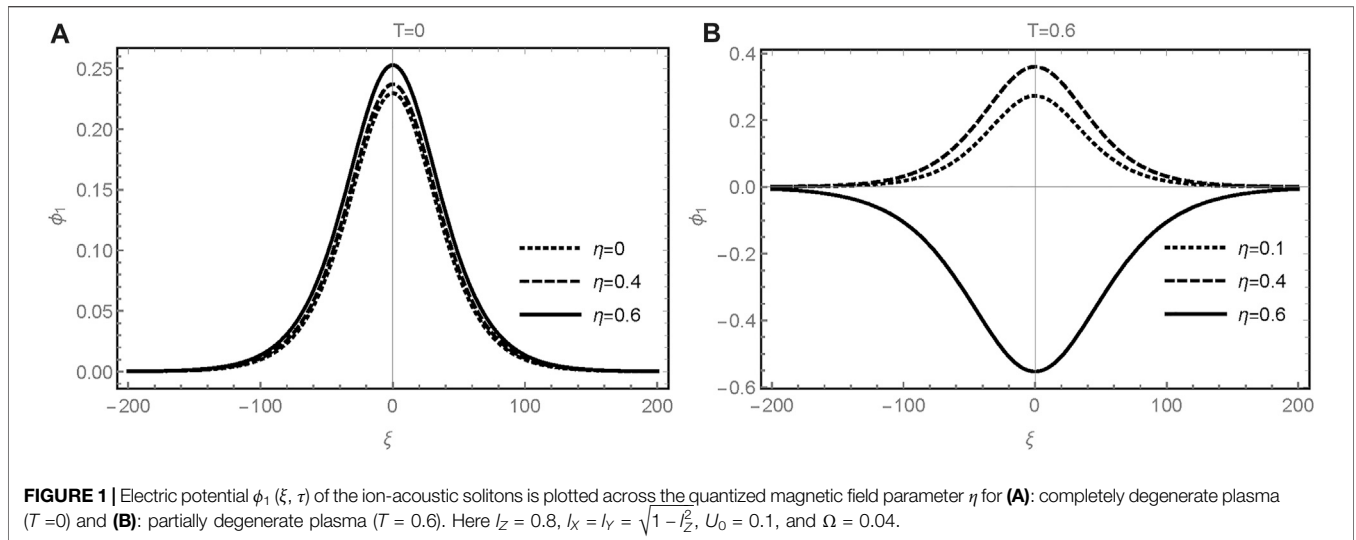 A
T=0
0.25
0.20
0.15
0.10
0.05
0.00
ϕ1
η=0
η=0.4
η=0.6
−200
−100
0
100
200
ξ
B
T=0.6
0.4
0.2
0.0
−0.2
−0.4
−0.6
ϕ1
η=0.1
η=0.4
η=0.6
−200
−100
0
100
200
ξ
FIGURE 1 | Electric potential ϕ1 (ξ, τ) of the ion-acoustic solitons is plotted across the quantized magnetic field parameter η for (A): completely degenerate plasma
(T =0) and (B): partially degenerate plasma (T = 0.6). Here lZ = 0.8, lX = lY = √(1 − lZ²), U0 = 0.1, and Ω = 0.04.